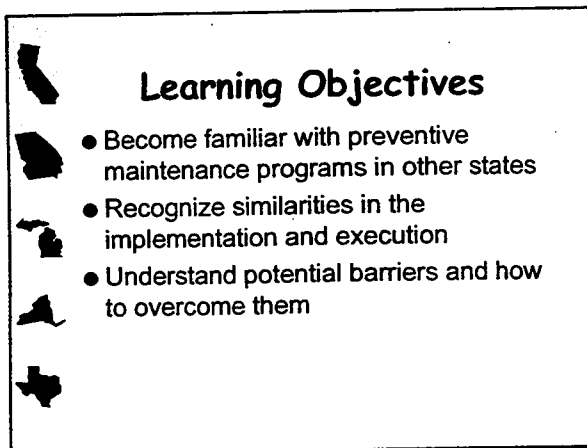 Learning Objectives
● Become familiar with preventive
maintenance programs in other states
● Recognize similarities in the
implementation and execution
● Understand potential barriers and how
to overcome them